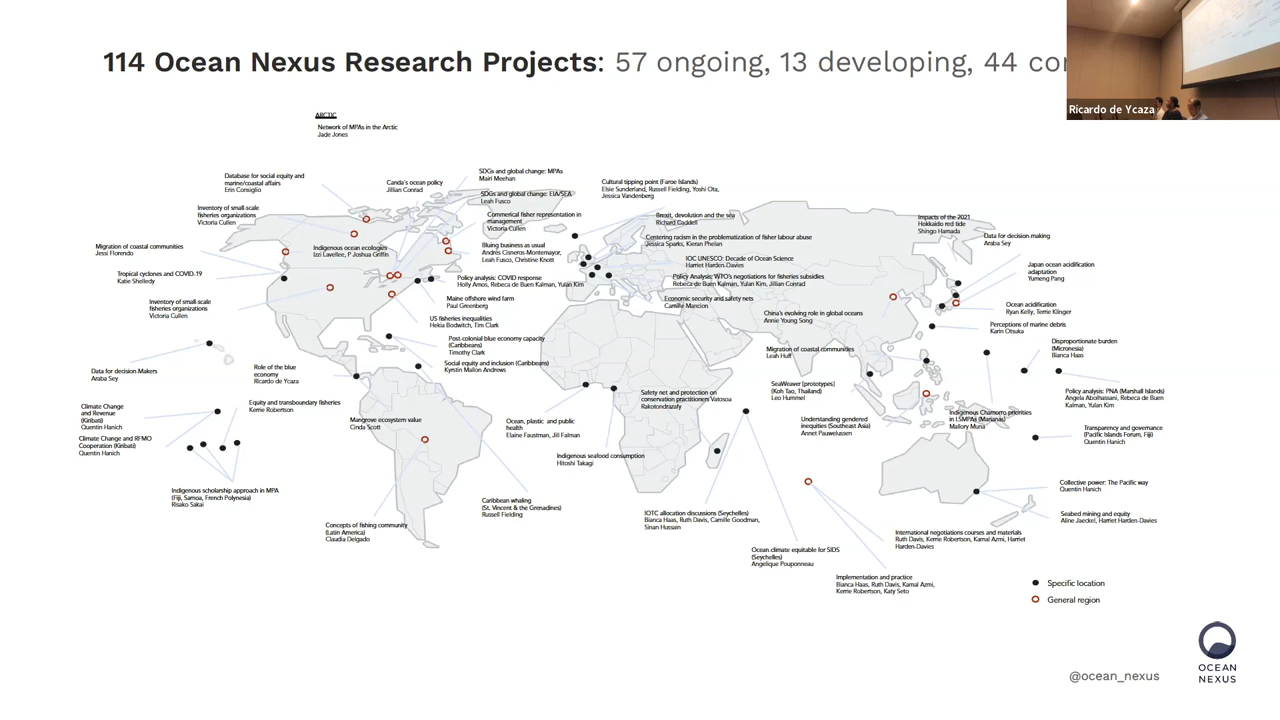 114 Ocean Nexus Research Projects: 57 ongoing, 13 developing, 44 co
Ricardo de Ycaza
ARCTIC
Network of MPAs in the Arctic
Jade Jones
Database for social equity and
marine/coastal affairs
Erin Consiglio
Canda's ocean policy
Jillian Conrad
SDGs and global change: MPAs
Mairi Meehan
SDGs and global change: EIA/SEA
Leah Fusco
Cultural tipping point (Faroe Islands)
Elsie Sunderland, Russell Fielding, Yoshi Ota,
Jessica Vandenberg
Inventory of small-scale
fisheries organizations
Victoria Cullen
Commerical fisher representation in
management
Victoria Cullen
Brexit, devolution and the sea
Richard Caddell
Impacts of the 2021
Hokkaido red tide
Shingo Hamada
Data for decision-making
Araba Sey
Migration of coastal communities
Jessi Florendo
Indigenous ocean ecologies
Izzi Lavellee, P Joshua Griffin
Bluing business as usual
Andrés Cisneros-Montemayor,
Leah Fusco, Christine Knott
Centering racism in the problematization of fisher labour abuse
Jessica Sparks, Kieran Phelan
IOC UNESCO: Decade of Ocean Science
Harriet Harden-Davies
Japan ocean acidification
adaptation
Yumeng Pang
Tropical cyclones and COVID-19
Katie Shelledy
Policy analysis: COVID response
Holly Amos, Rebeca de Buen Kalman, Yulan Kim
Policy Analysis: WTO's negotiations for fisheries subsidies
Rebecca de Buen Kalman, Yulan Kim, Jillian Conrad
Inventory of small-scale
fisheries organizations
Victoria Cullen
Maine offshore wind farm
Paul Greenberg
Economic security and safety nets
Camille Mancion
China's evolving role in global oceans
Annie Young Song
Ocean acidification
Ryan Kelly, Terrie Klinger
US fisheries inequalities
Hekia Bodwitch, Tim Clark
Perceptions of marine debris
Karin Otsuka
Post-colonial blue economy capacity
(Caribbeans)
Timothy Clark
Migration of coastal communities
Leah Huff
Disproportionate burden
(Micronesia)
Bianca Haas
Social equity and inclusion (Caribbeans)
Kyrstin Mallon Andrews
Data for decision-Makers
Araba Sey
Role of the blue
economy
Ricardo de Ycaza
SeaWeaver [prototypes]
(Koh Tao, Thailand)
Leo Hummel
Policy analysis: PNA (Marshall Islands)
Angela Abolhassani, Rebeca de Buen
Kalman, Yulan Kim
Safety net and protection on
conservation practitioners Vatosoa
Rakotondrazafy
Climate Change
and Revenue
(Kiribati)
Quentin Hanich
Equity and transboundary fisheries
Kerrie Robertson
Mangrove ecosystem value
Cinda Scott
Ocean, plastic and public
health
Elaine Faustman, Jill Falman
Understanding gendered
inequities (Southeast Asia)
Annet Pauwelussen
Indigenous Chamorro priorities
in LSMPAs (Marianas)
Mallory Muña
Transparency and governance
(Pacific Islands Forum, Fiji)
Quentin Hanich
Climate Change and RFMO
Cooperation (Kiribati)
Quentin Hanich
Indigenous seafood consumption
Hitoshi Takagi
Indigenous scholarship approach in MPA
(Fiji, Samoa, French Polynesia)
Risako Sakai
Caribbean whaling
(St. Vincent & the Grenadines)
Russell Fielding
Collective power: The Pacific way
Quentin Hanich
Concepts of fishing community
(Latin America)
Claudia Delgado
IOTC allocation discussions (Seychelles)
Bianca Haas, Ruth Davis, Camille Goodman,
Sinan Hussain
Seabed mining and equity
Aline Jaeckel, Harriet Harden-Davies
International negotiations courses and materials
Ruth Davis, Kerrie Robertson, Kamal Azmi, Harriet
Harden-Davies
Ocean climate equitable for SIDS
(Seychelles)
Angelique Pouponneau
Implementation and practice
Bianca Haas, Ruth Davis, Kamal Azmi,
Kerrie Robertson, Katy Seto
Specific location
General region
@ocean_nexus
OCEAN
NEXUS